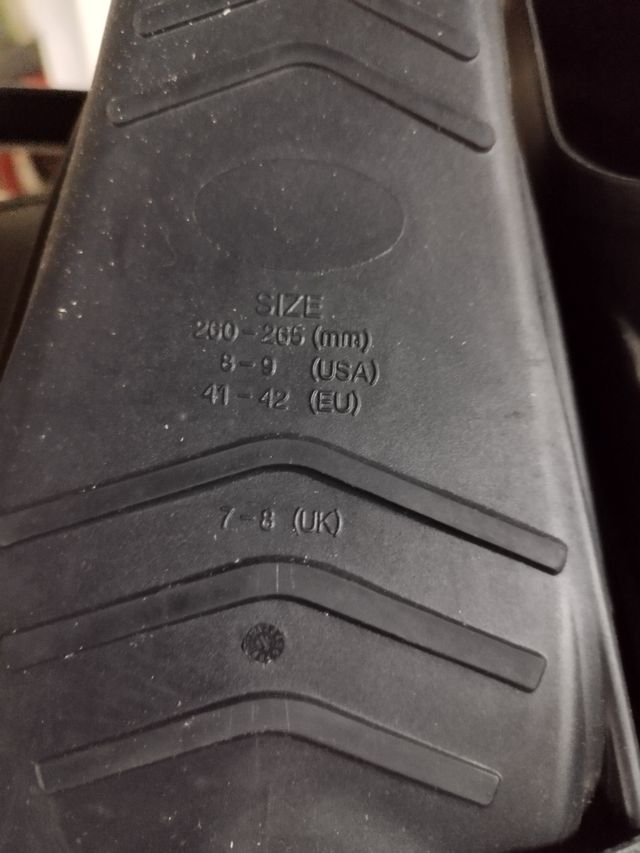 SIZE
260-265 (mm)
8-9 (USA)
41-42 (EU)
7-8 (UK)